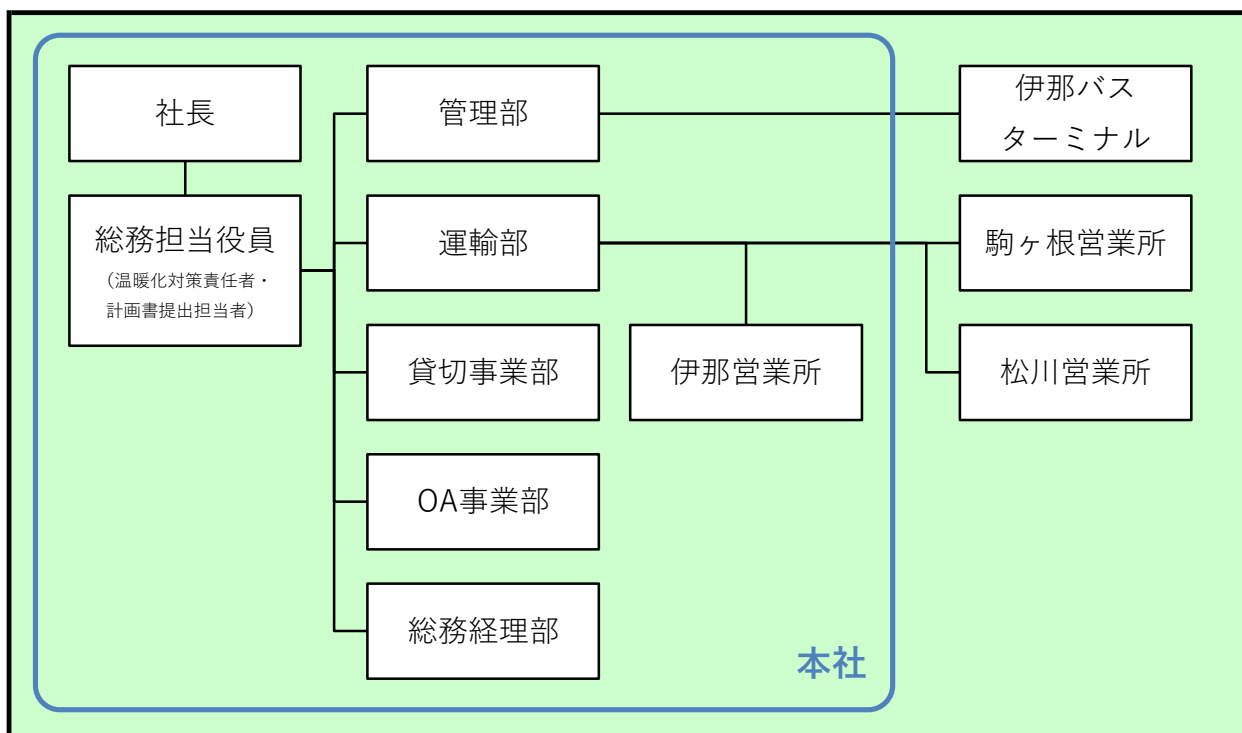 社長
総務担当役員
（温暖化対策責任者・
計画書提出担当者）
管理部
運輸部
貸切事業部
OA事業部
総務経理部
伊那営業所
本社
伊那バス
ターミナル
駒ヶ根営業所
松川営業所